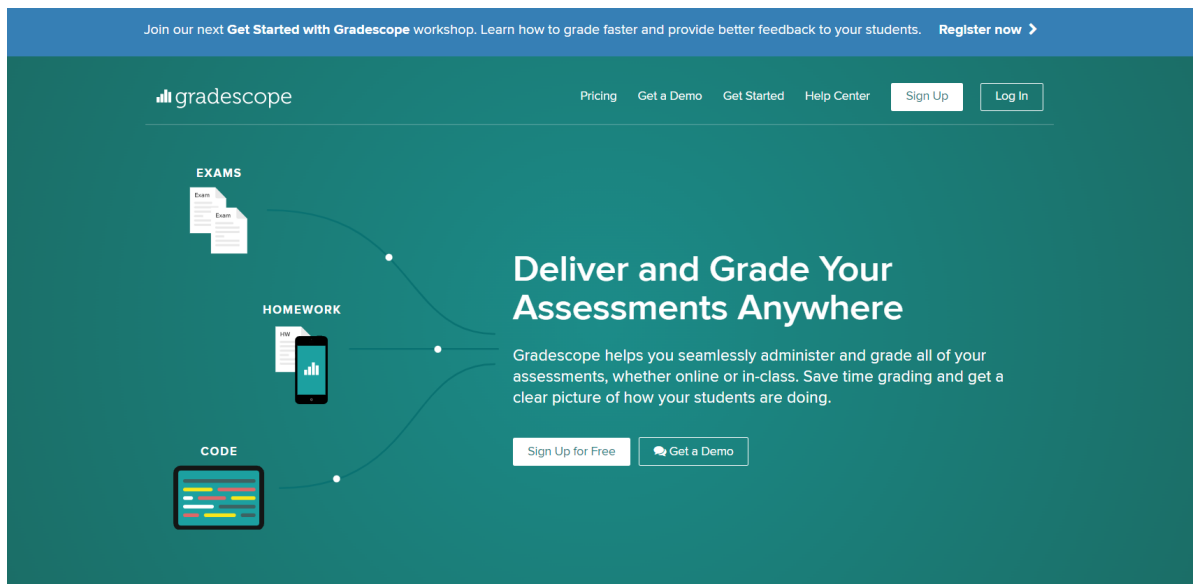 Join our next Get Started with Gradescope workshop. Learn how to grade faster and provide better feedback to your students. Register now
gradescope
Pricing Get a Demo Get Started Help Center Sign Up Log In
EXAMS
Exam
Exam
HOMEWORK
HW
CODE
Deliver and Grade Your
Assessments Anywhere
Gradescope helps you seamlessly administer and grade all of your
assessments, whether online or in-class. Save time grading and get a
clear picture of how your students are doing.
Sign Up for Free Get a Demo